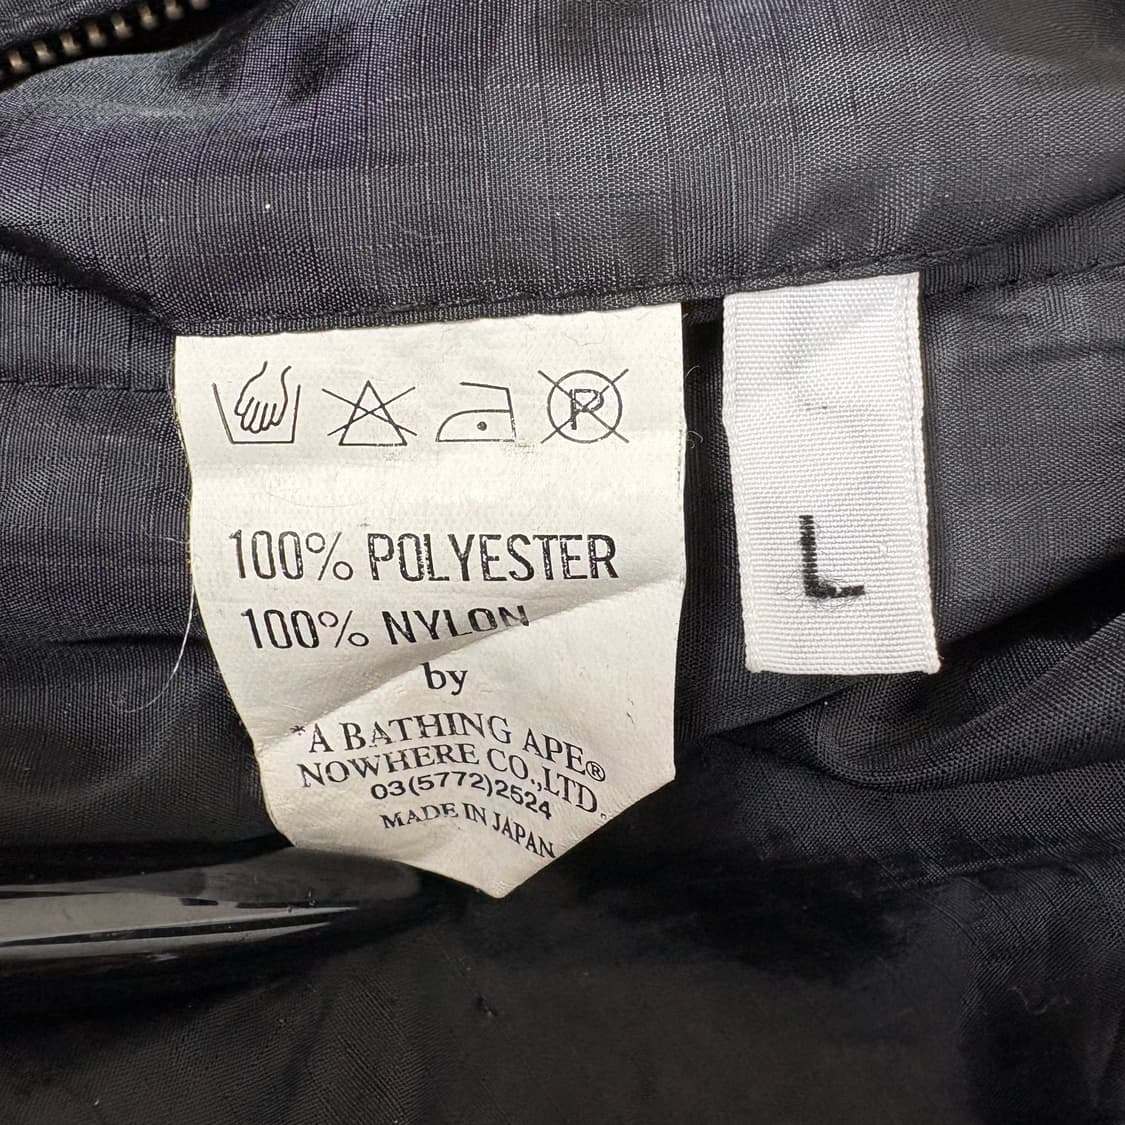 P
100% POLYESTER
100% NYLON
by
*A BATHING APE®
NOWHERE CO.,LTD.
03(5772)2524
MADE IN JAPAN
L